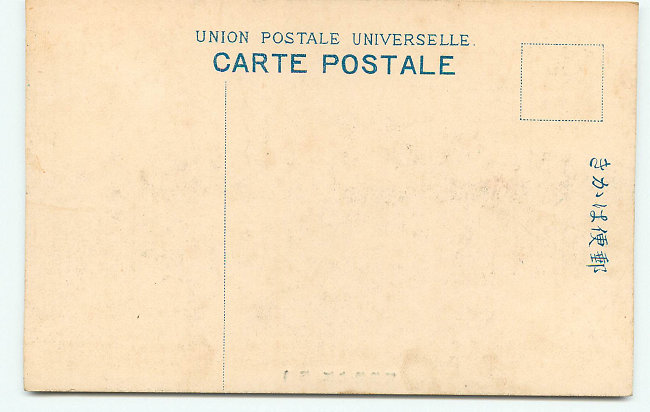 UNION POSTALE UNIVERSELLE.
CARTE POSTALE
郵便はかき